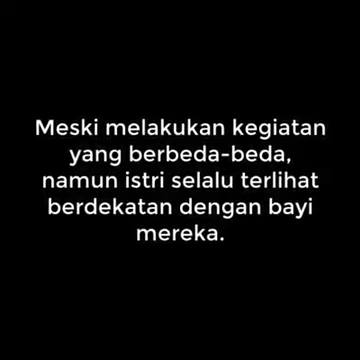 Meski melakukan kegiatan
yang berbeda-beda,
namun istri selalu terlihat
berdekatan dengan bayi
mereka.